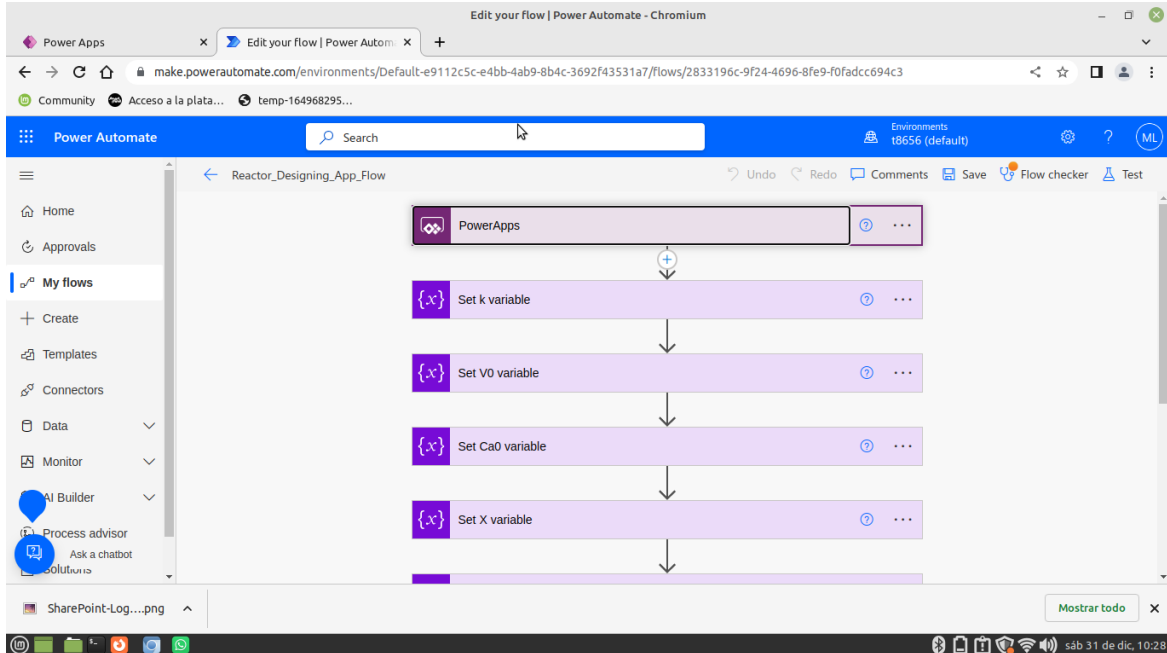 Edit your flow | Power Automate - Chromium
Power Apps
Edit your flow | Power Autom
make.powerautomate.com/environments/Default-e9112c5c-e4bb-4ab9-8b4c-3692f43531a7/flows/2833196c-9f24-4696-8fe9-f0fadcc694c3
Community Acceso a la plata... temp-164968295...
Power Automate
Search
Environments
t8656 (default)
ML
Reactor_Designing_App_Flow
Undo Redo Comments Save Flow checker Test
Home
Approvals
My flows
Create
Templates
Connectors
Data
Monitor
AI Builder
Process advisor
Ask a chatbot
Solutions
PowerApps
{x} Set k variable
{x} Set V0 variable
{x} Set Ca0 variable
{x} Set X variable
SharePoint-Log....png
Mostrar todo
sáb 31 de dic, 10:28